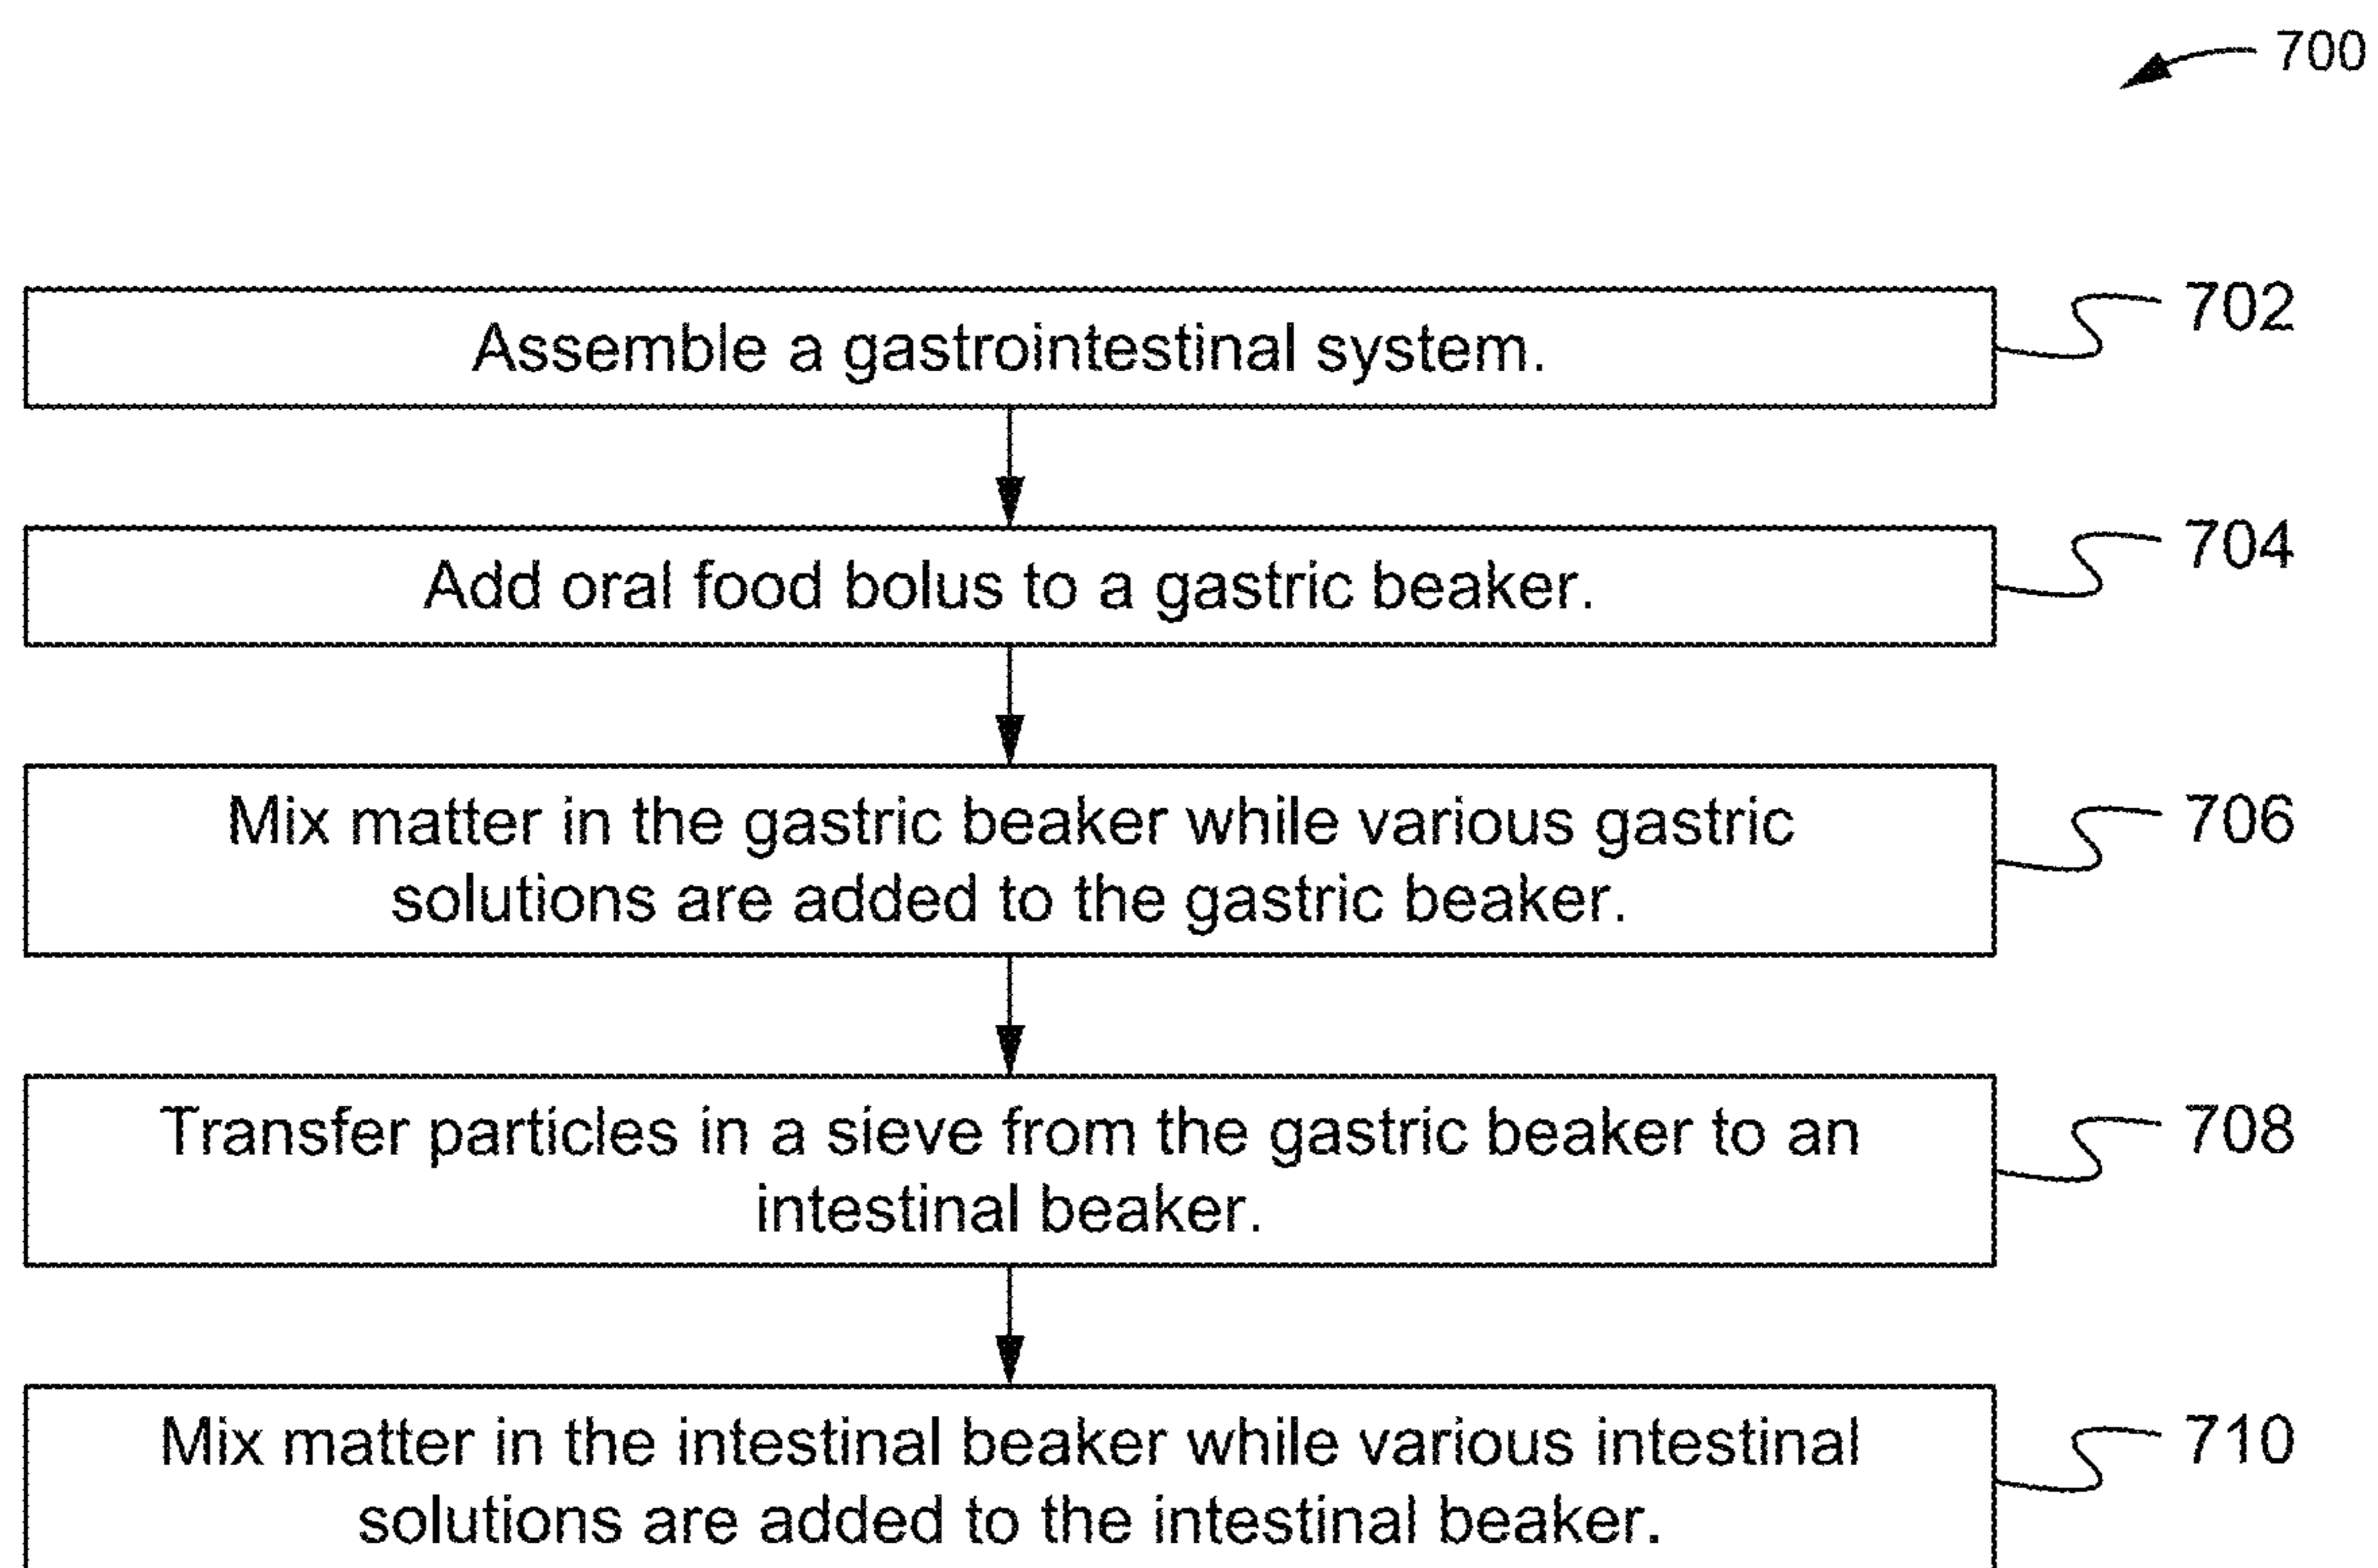 700
Assemble a gastrointestinal system.
702
Add oral food bolus to a gastric beaker.
704
Mix matter in the gastric beaker while various gastric
solutions are added to the gastric beaker.
706
Transfer particles in a sieve from the gastric beaker to an
intestinal beaker.
708
Mix matter in the intestinal beaker while various intestinal
solutions are added to the intestinal beaker.
710